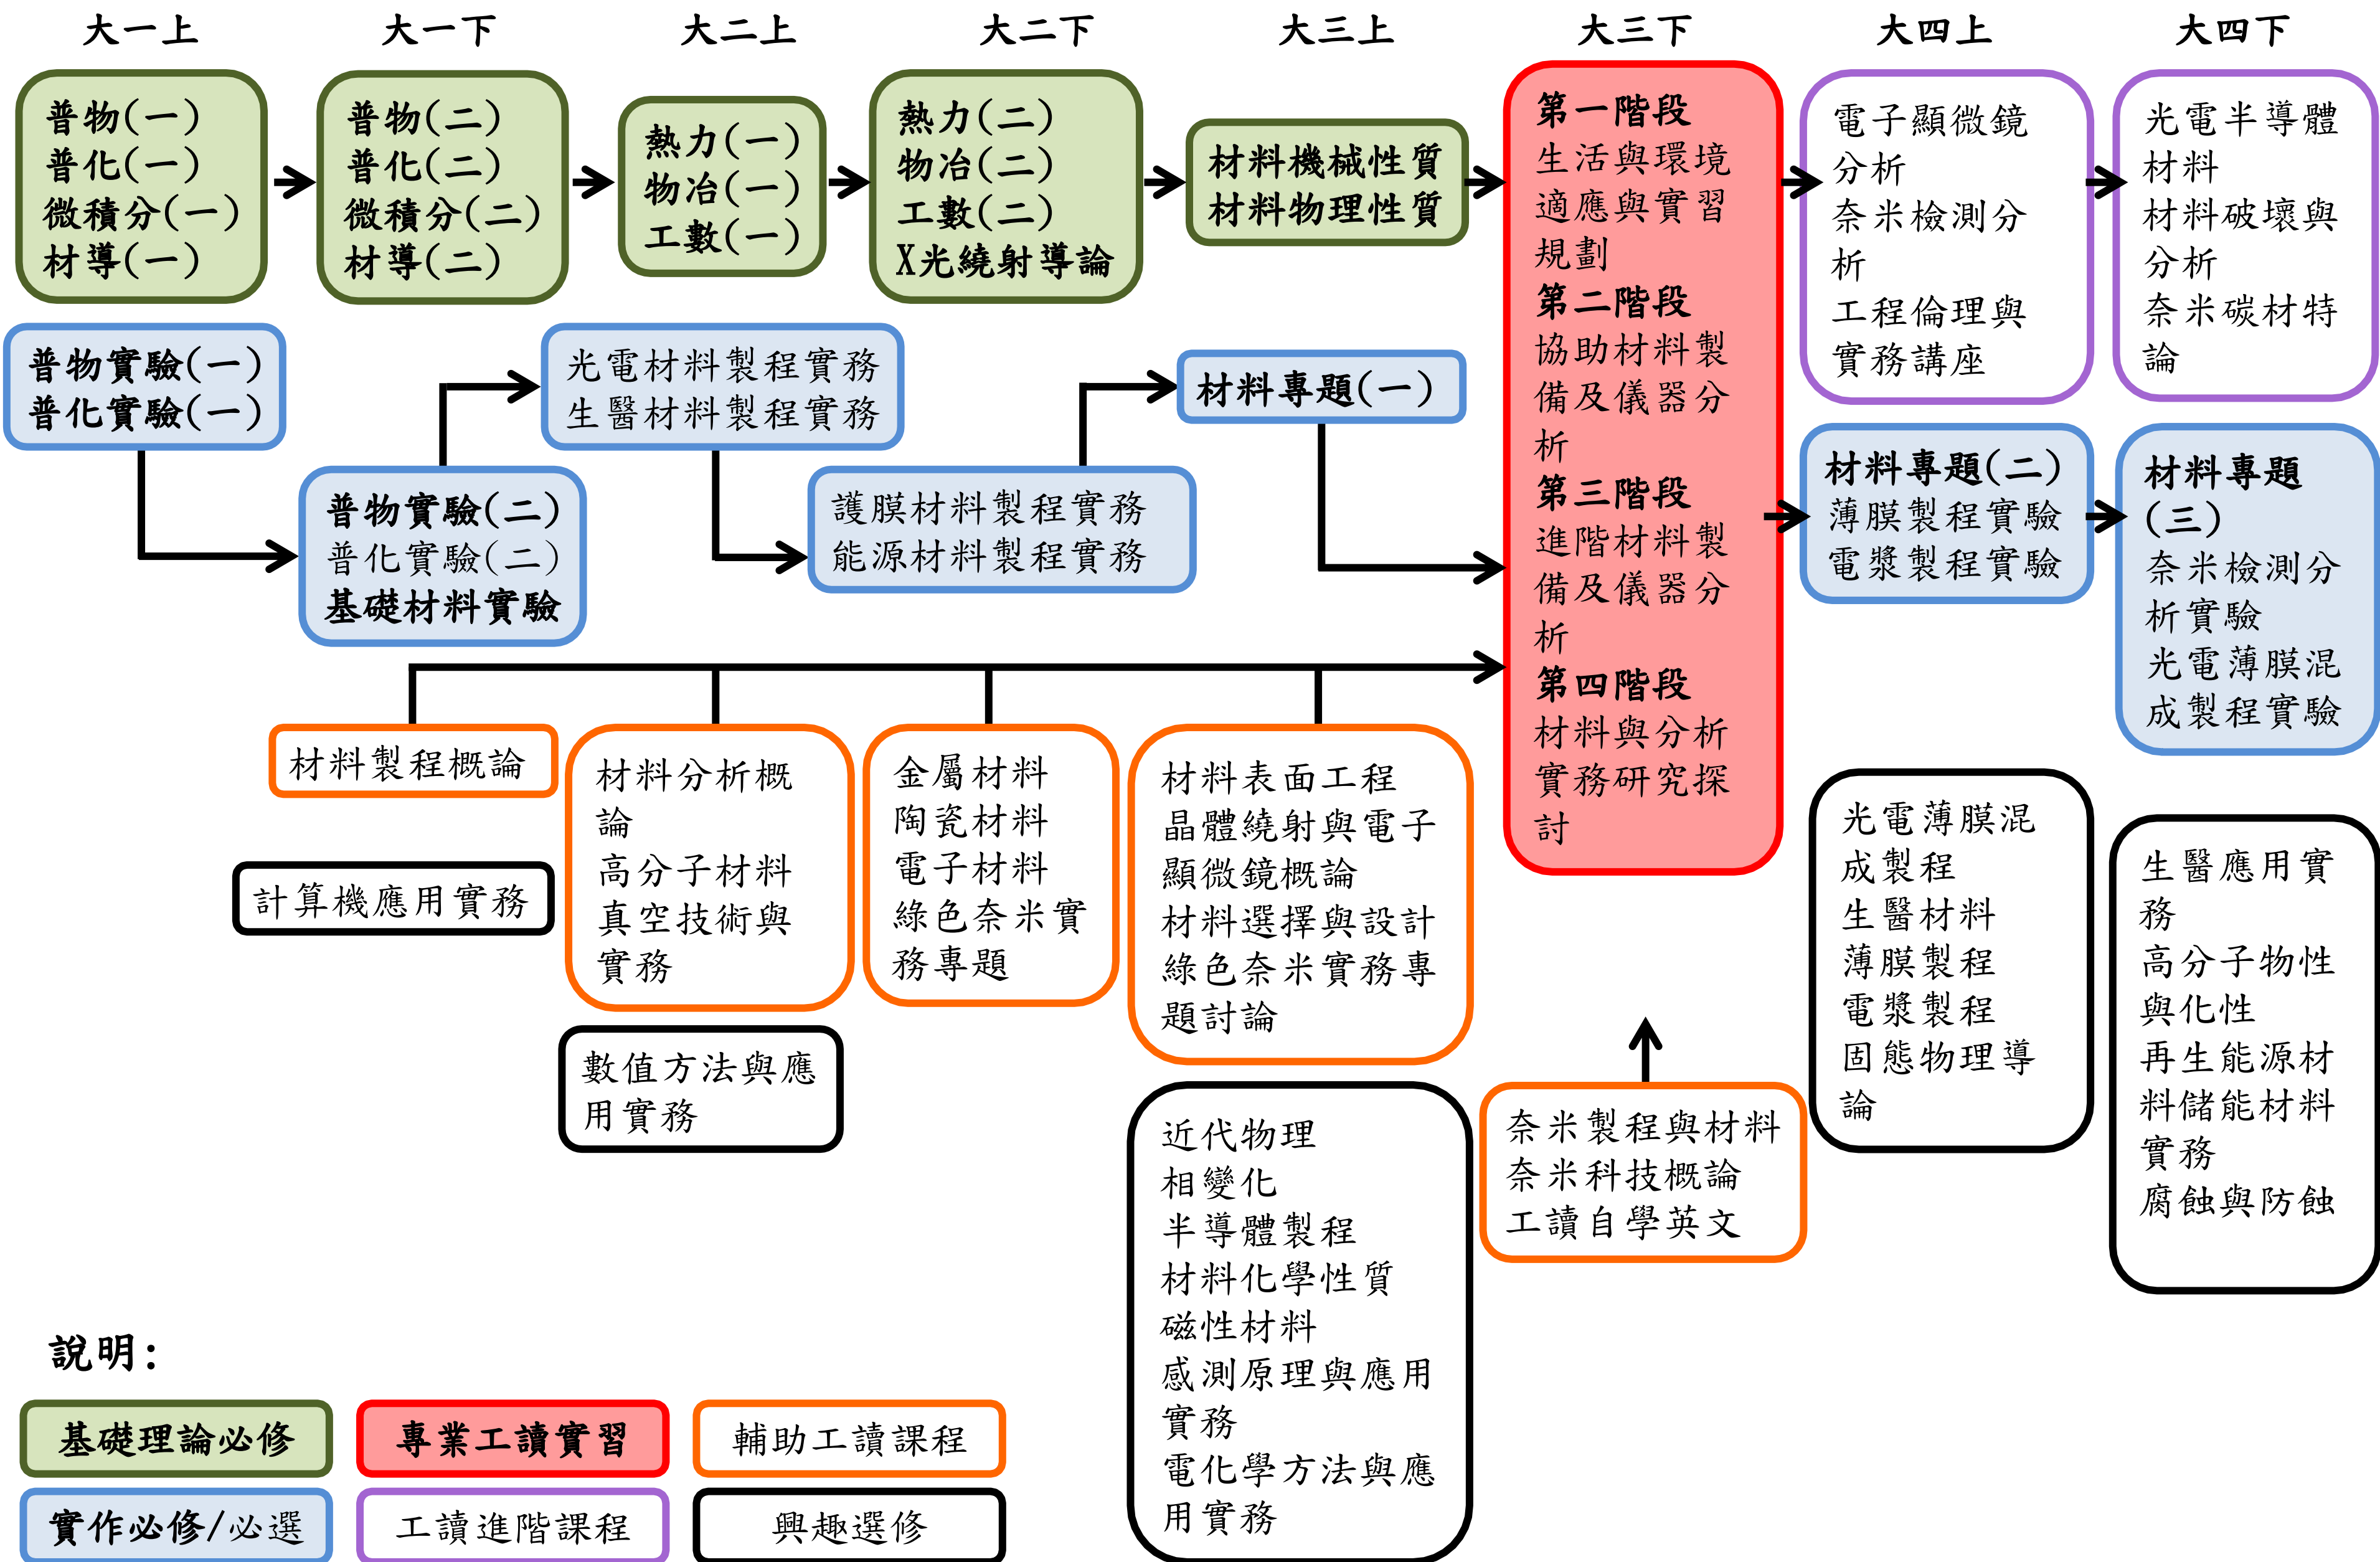 大一上
大一下
大二上
大二下
大三上
大三下
大四上
大四下
普物(一)
普化(一)
微積分(一)
材導(一)
普物(二)
普化(二)
微積分(二)
材導(二)
熱力(一)
物冶(一)
工數(一)
熱力(二)
物冶(二)
工數(二)
X光繞射導論
材料機械性質
材料物理性質
第一階段
生活與環境
適應與實習
規劃
第二階段
協助材料製
備及儀器分
析
第三階段
進階材料製
備及儀器分
析
第四階段
材料與分析
實務研究探
討
電子顯微鏡
分析
奈米檢測分
析
工程倫理與
實務講座
光電半導體
材料
材料破壞與
分析
奈米碳材特
論
普物實驗(一)
普化實驗(一)
普物實驗(二)
普化實驗(二)
基礎材料實驗
光電材料製程實務
生醫材料製程實務
護膜材料製程實務
能源材料製程實務
材料專題(一)
材料專題(二)
薄膜製程實驗
電漿製程實驗
材料專題
(三)
奈米檢測分
析實驗
光電薄膜混
成製程實驗
材料製程概論
計算機應用實務
材料分析概
論
高分子材料
真空技術與
實務
數值方法與應
用實務
金屬材料
陶瓷材料
電子材料
綠色奈米實
務專題
材料表面工程
晶體繞射與電子
顯微鏡概論
材料選擇與設計
綠色奈米實務專
題討論
近代物理
相變化
半導體製程
材料化學性質
磁性材料
感測原理與應用
實務
電化學方法與應
用實務
奈米製程與材料
奈米科技概論
工讀自學英文
光電薄膜混
成製程
生醫材料
薄膜製程
電漿製程
固態物理導
論
生醫應用實
務
高分子物性
與化性
再生能源材
料儲能材料
實務
腐蝕與防蝕
說明:
基礎理論必修
專業工讀實習
輔助工讀課程
實作必修/必選
工讀進階課程
興趣選修